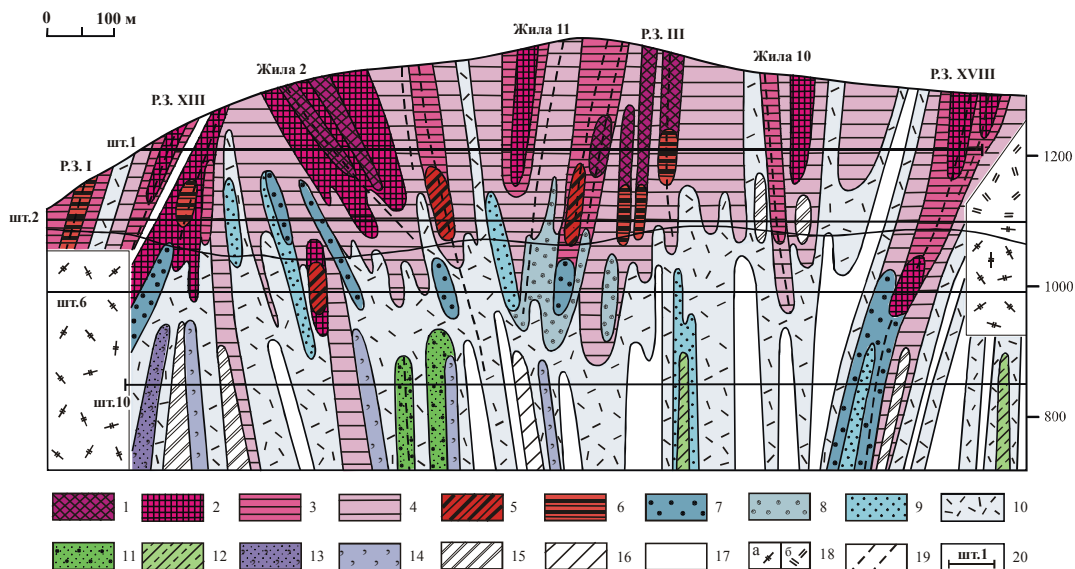 0 100 м
Жила 11
Р.З. III
Жила 10
Жила 2
Р.З. XVIII
Р.З. XIII
шт.1
Р.З. I
1200
шт.2
1000
шт.6
шт.10
800
1 2 3 4 5 6 7 8 9 10
11 12 13 14 15 16 17 а б 18 19 шт.1 20